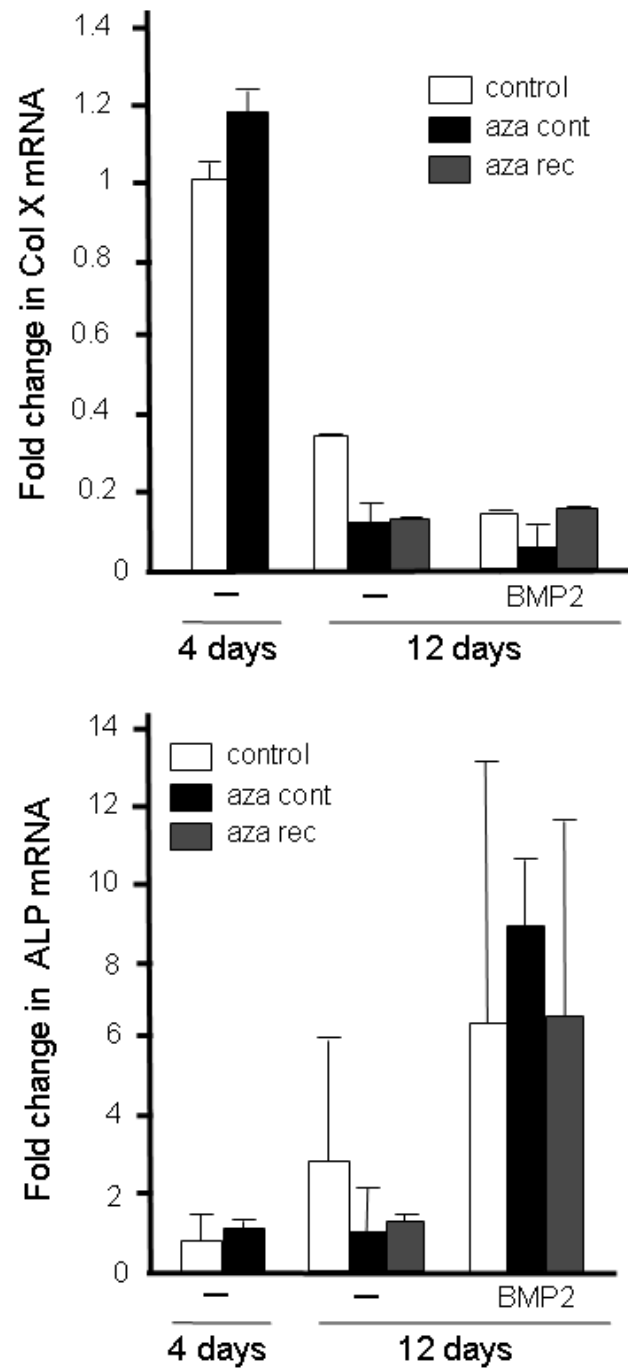 Fold change in Col X mRNA
1.4
1.2
1
0.8
0.6
0.4
0.2
0
control
aza cont
aza rec
– – BMP2
4 days 12 days
Fold change in ALP mRNA
14
12
10
8
6
4
2
0
control
aza cont
aza rec
– – BMP2
4 days 12 days